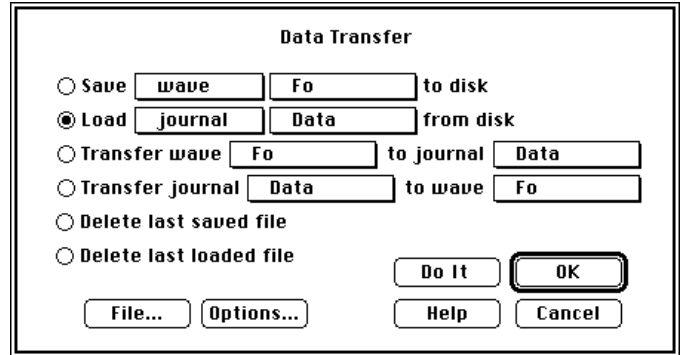 Data Transfer
Save wave Fo to disk
Load journal Data from disk
Transfer wave Fo to journal Data
Transfer journal Data to wave Fo
Delete last saved file
Delete last loaded file
Do It OK
File... Options... Help Cancel